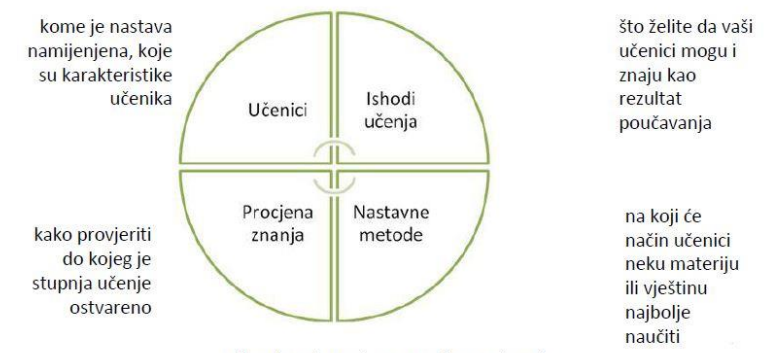 kome je nastava
namijenjena, koje
su karakteristike
učenika
Učenici
Ishodi
učenja
što želite da vaši
učenici mogu i
znaju kao
rezultat
poučavanja
kako provjeriti
do kojeg je
stupnja učenje
ostvareno
Procjena
znanja
Nastavne
metode
na koji će
način učenici
neku materiju
ili vještinu
najbolje
naučiti